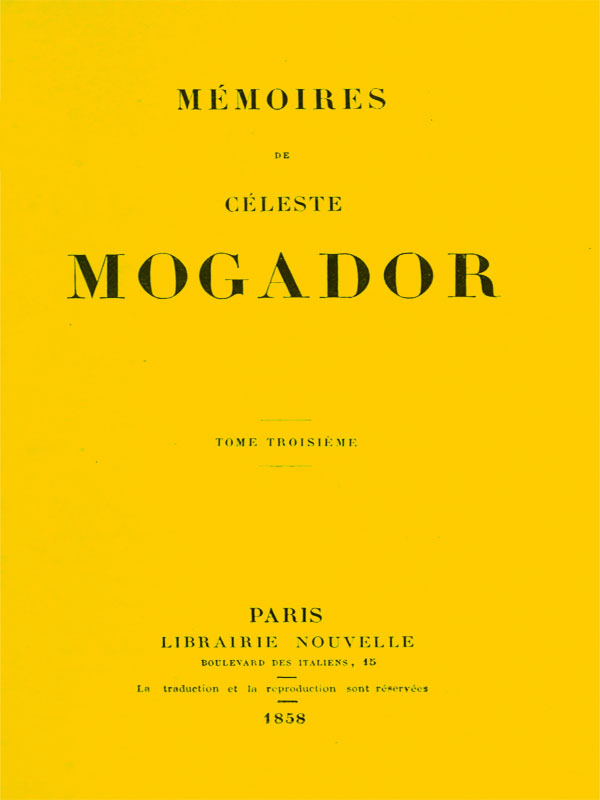 MÉMOIRES
DE
CÉLESTE
MOGADOR
TOME TROISIÈME
PARIS
LIBRAIRIE NOUVELLE
BOULEVARD DES ITALIENS, 15
La traduction et la reproduction sont réservées
1858